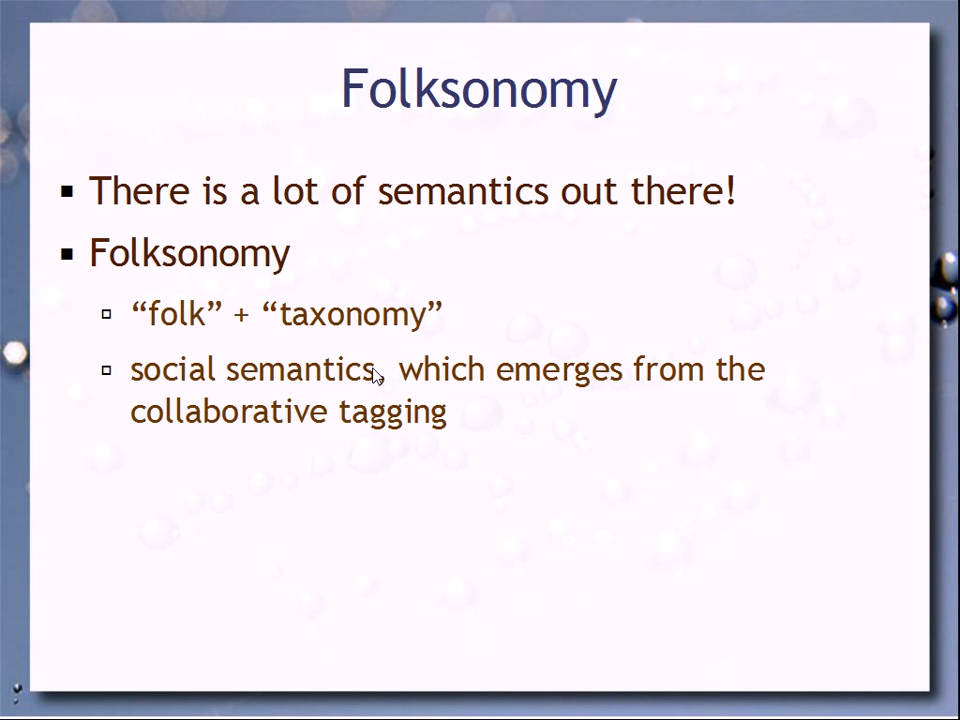 Folksonomy
There is a lot of semantics out there!
Folksonomy
“folk” + “taxonomy”
social semantics, which emerges from the
collaborative tagging